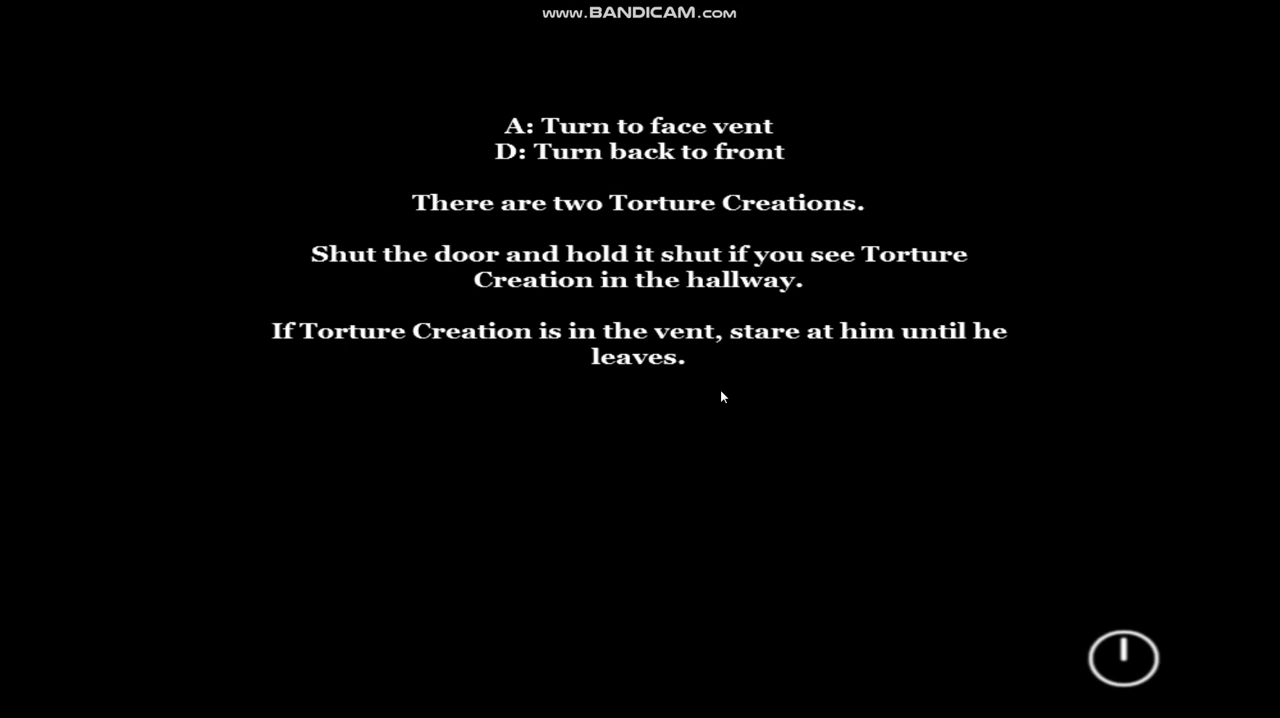 www.BANDICAM.com
A: Turn to face vent
D: Turn back to front
There are two Torture Creations.
Shut the door and hold it shut if you see Torture
Creation in the hallway.
If Torture Creation is in the vent, stare at him until he
leaves.